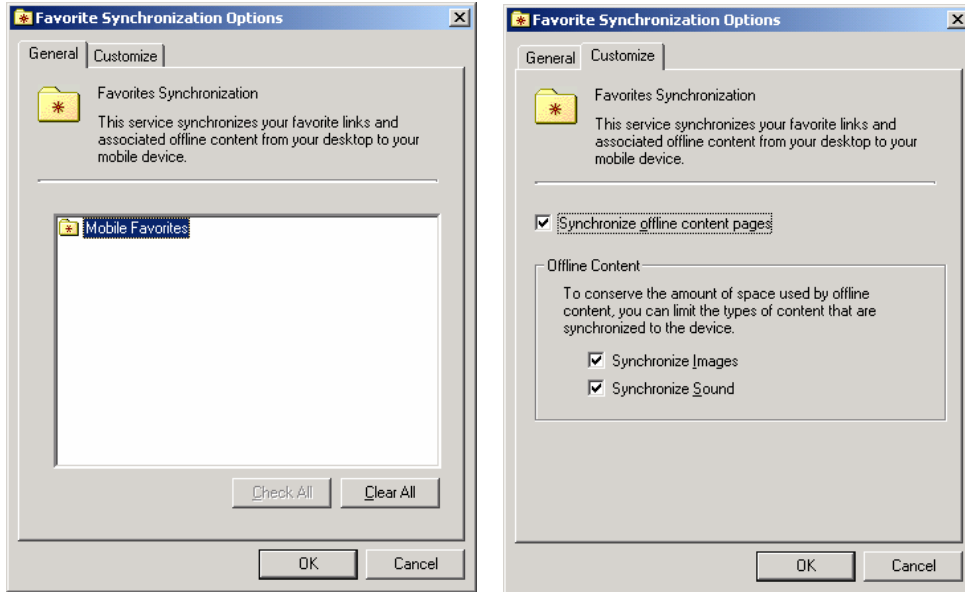 Favorite Synchronization Options
General Customize
Favorites Synchronization
This service synchronizes your favorite links and
associated offline content from your desktop to your
mobile device.
Mobile Favorites
Check All Clear All
OK Cancel
Favorite Synchronization Options
General Customize
Favorites Synchronization
This service synchronizes your favorite links and
associated offline content from your desktop to your
mobile device.
Synchronize offline content pages
Offline Content
To conserve the amount of space used by offline
content, you can limit the types of content that are
synchronized to the device.
Synchronize Images
Synchronize Sound
OK Cancel